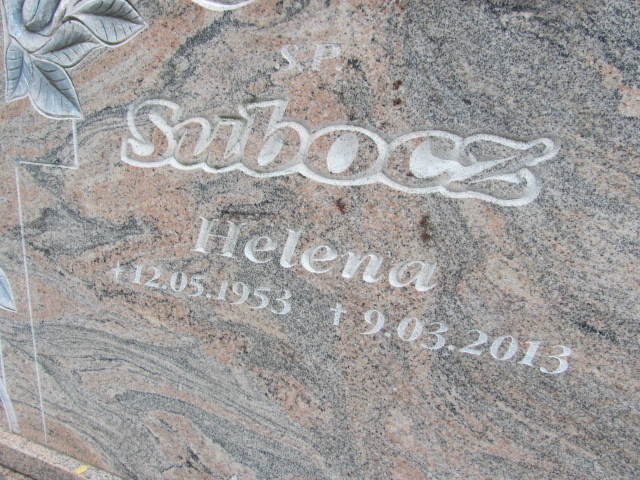 S.P.
Subocz
Helena
+ 12.05.1953 † 9.03.2013